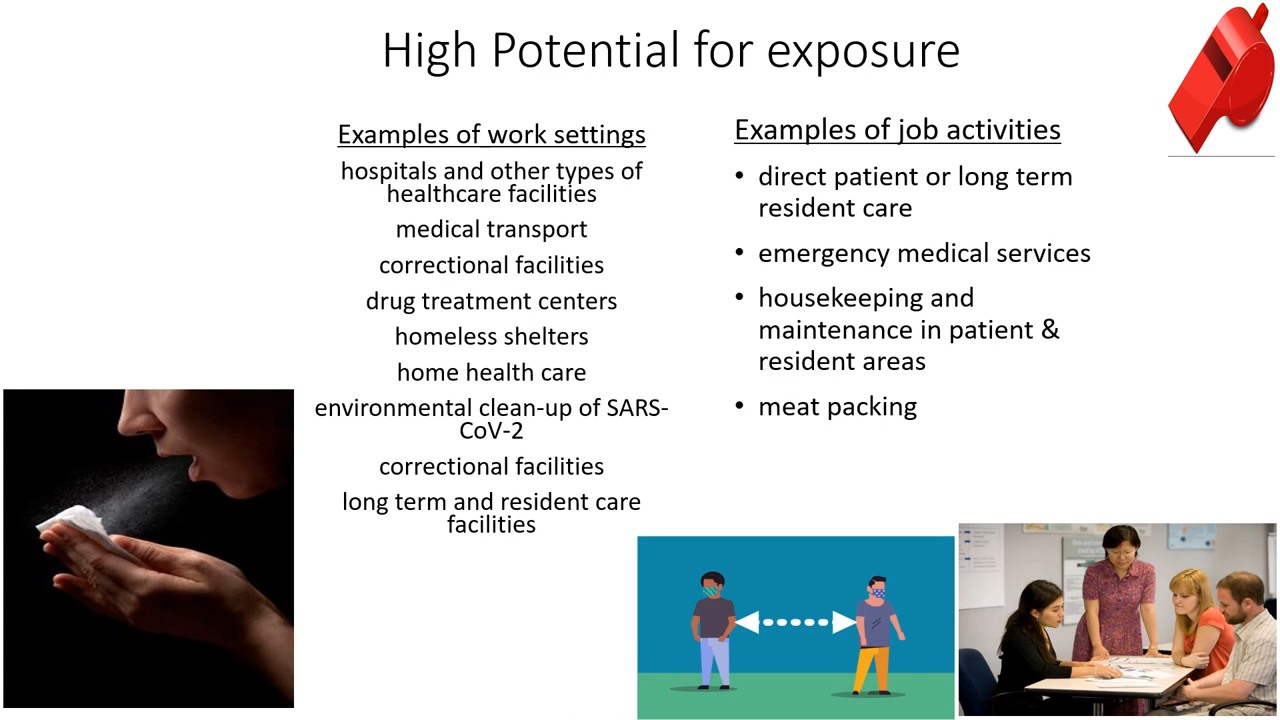 High Potential for exposure
Examples of work settings
hospitals and other types of
healthcare facilities
medical transport
correctional facilities
drug treatment centers
homeless shelters
home health care
environmental clean-up of SARS-
CoV-2
correctional facilities
long term and resident care
facilities
Examples of job activities
• direct patient or long term
resident care
• emergency medical services
• housekeeping and
maintenance in patient &
resident areas
• meat packing